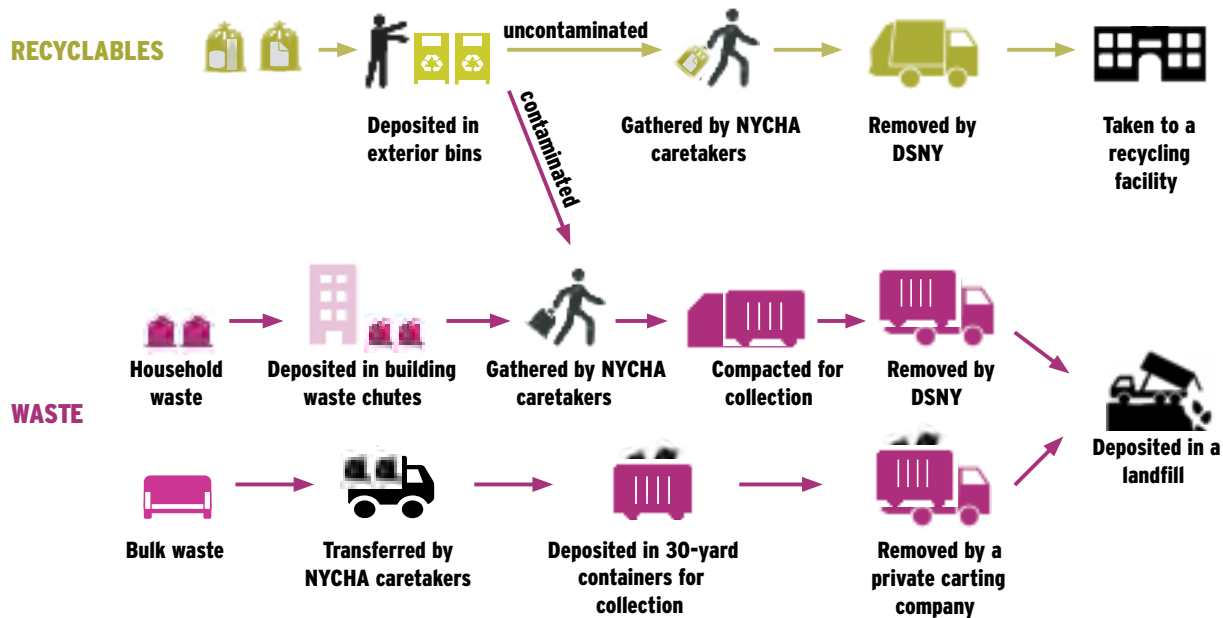 RECYCLABLES
uncontaminated
contaminated
Deposited in
exterior bins
Gathered by NYCHA
caretakers
Removed by
DSNY
Taken to a
recycling
facility
WASTE
Household
waste
Deposited in building
waste chutes
Gathered by NYCHA
caretakers
Compacted for
collection
Removed by
DSNY
Deposited in a
landfill
Bulk waste
Transferred by
NYCHA caretakers
Deposited in 30-yard
containers for
collection
Removed by a
private carting
company